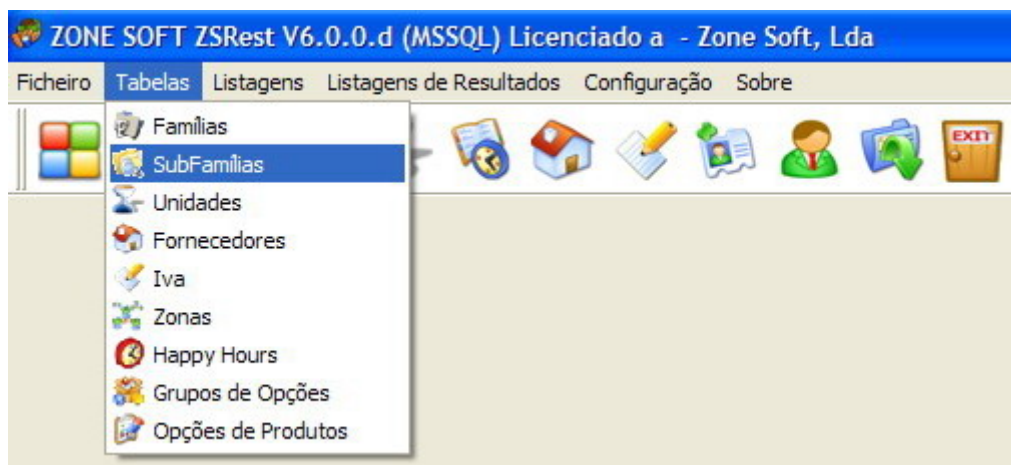 ZONE SOFT ZSRest V6.0.0.d (MSSQL) Licenciado a - Zone Soft, Lda
Ficheiro Tabelas Listagens Listagens de Resultados Configuração Sobre
EXIT
Famílias
SubFamílias
Unidades
Fornecedores
Iva
Zonas
Happy Hours
Grupos de Opções
Opções de Produtos